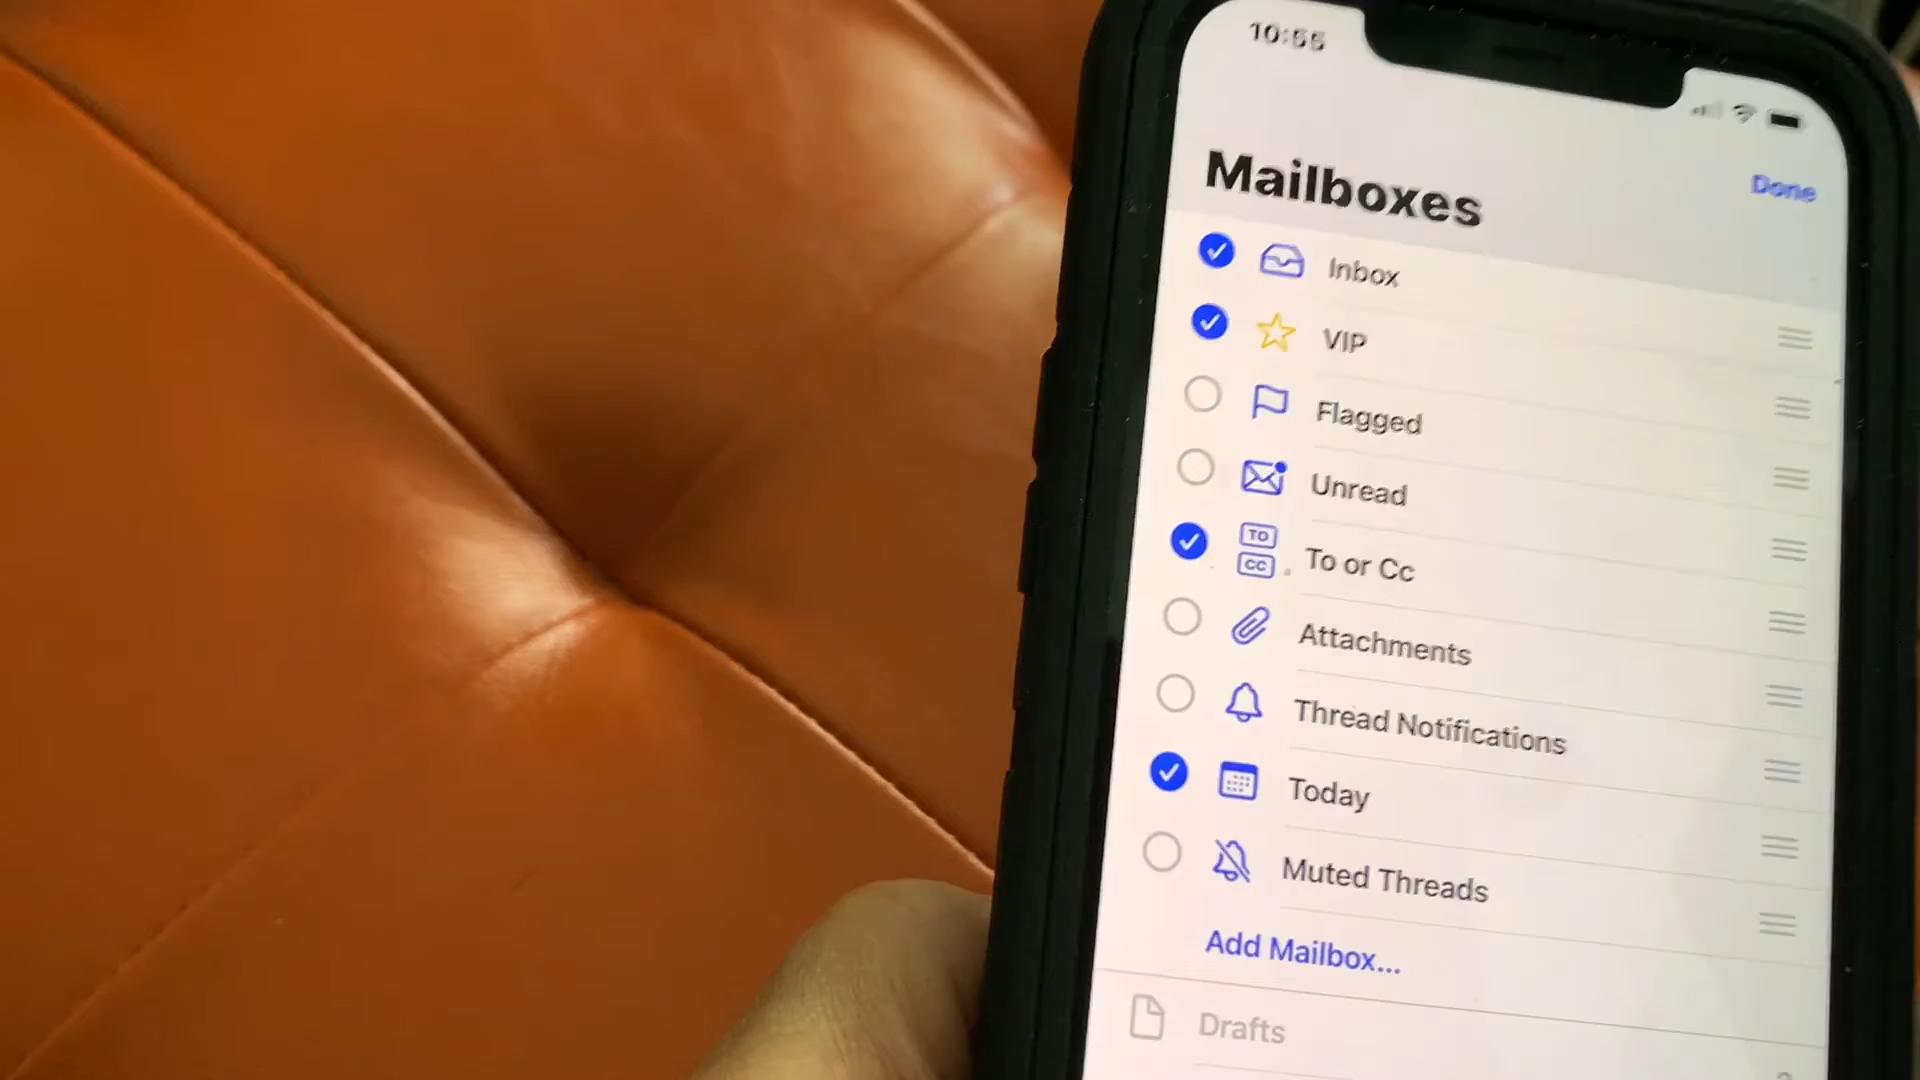 10:55
Mailboxes
Done
Inbox
VIP
Flagged
Unread
TO
CC
To or Cc
Attachments
Thread Notifications
Today
Muted Threads
Add Mailbox...
Drafts